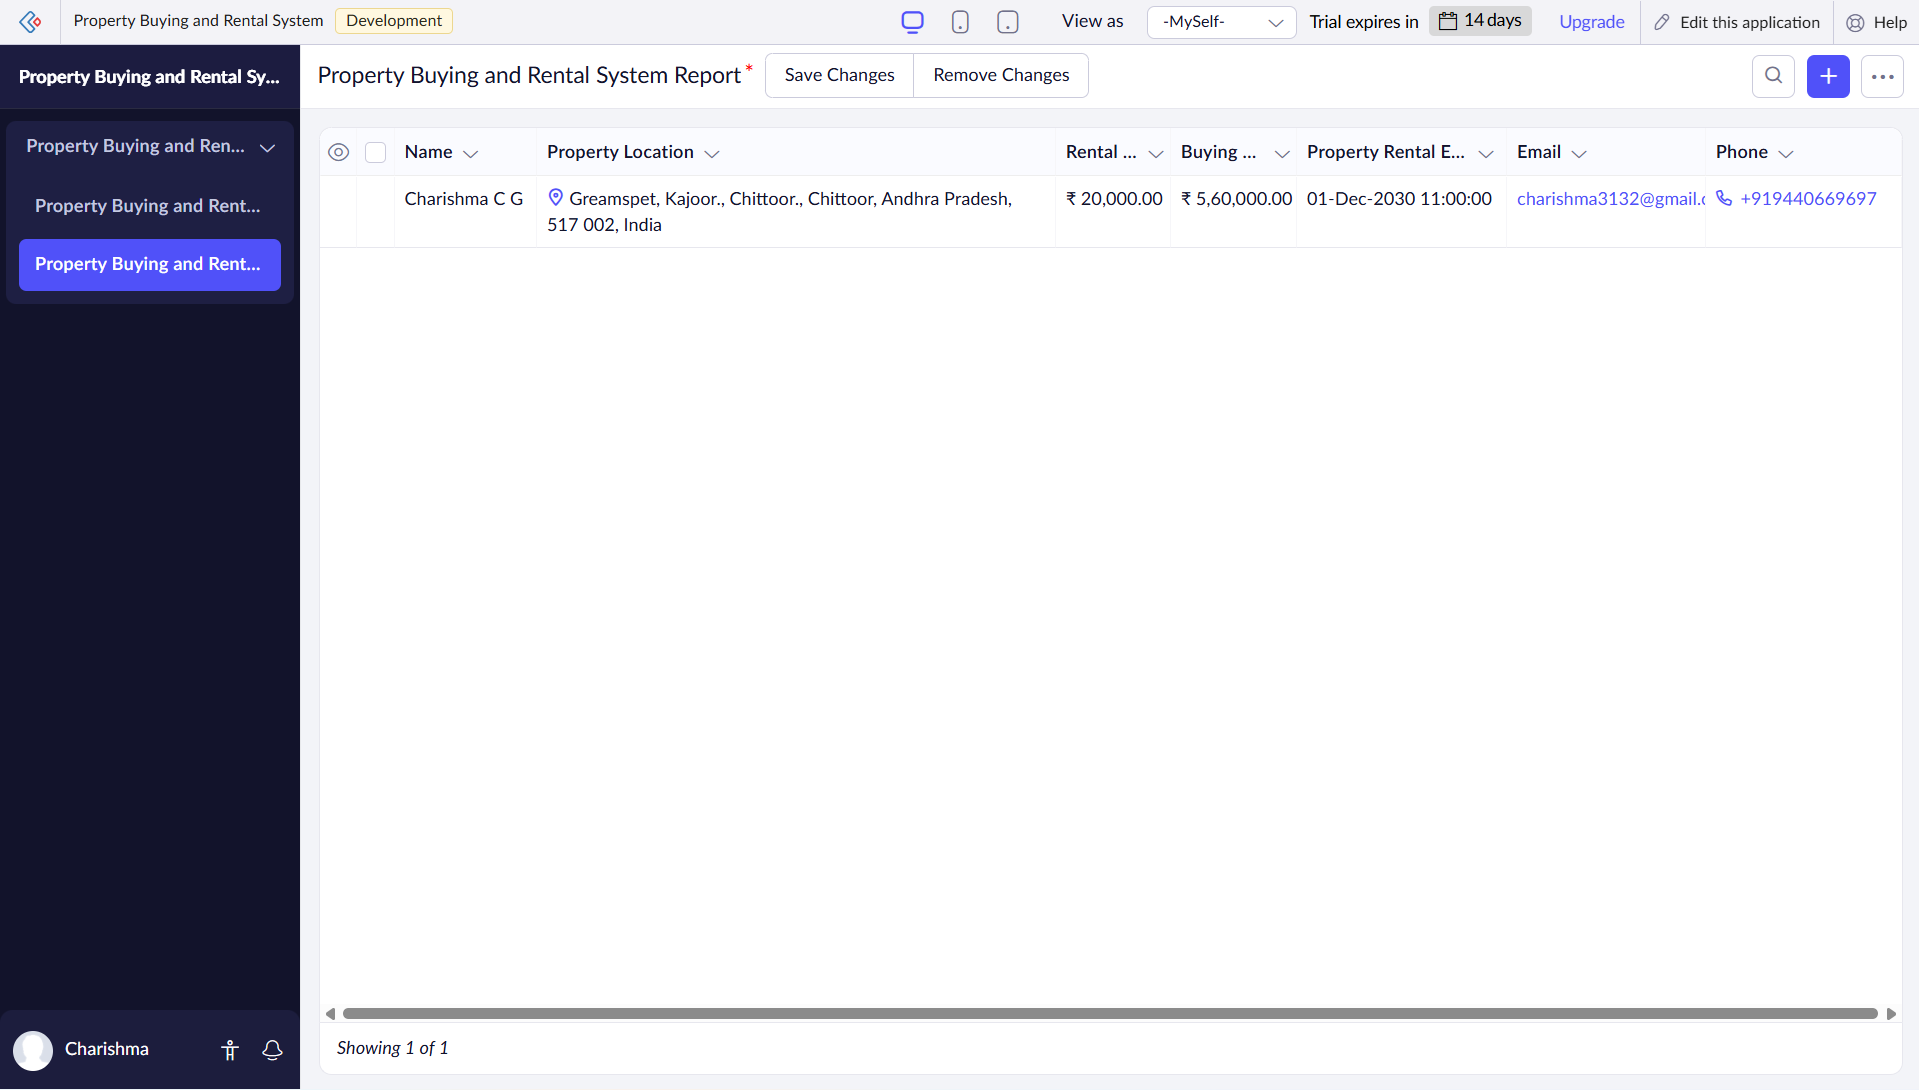 Property Buying and Rental System Development View as -MySelf- Trial expires in 14 days Upgrade Edit this application Help
Property Buying and Rental Sy...
Property Buying and Rental System Report * Save Changes Remove Changes
Property Buying and Ren...
Property Buying and Rent...
Property Buying and Rent...
Name Property Location Rental ... Buying ... Property Rental E... Email Phone
Charishma C G Greamspet, Kajoor., Chittoor., Chittoor, Andhra Pradesh, ₹ 20,000.00 ₹ 5,60,000.00 01-Dec-2030 11:00:00 charishma3132@gmail.c +919440669697
517 002, India
Showing 1 of 1
Charishma